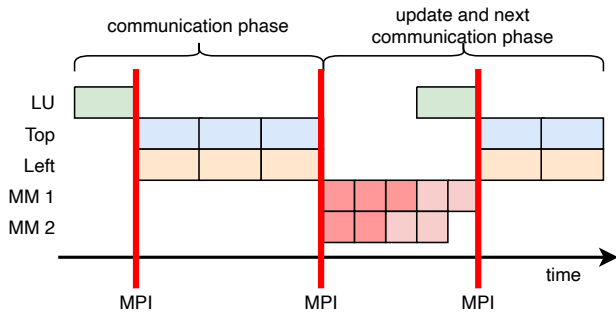 communication phase
update and next
communication phase
LU
Top
Left
MM 1
MM 2
time
MPI
MPI
MPI